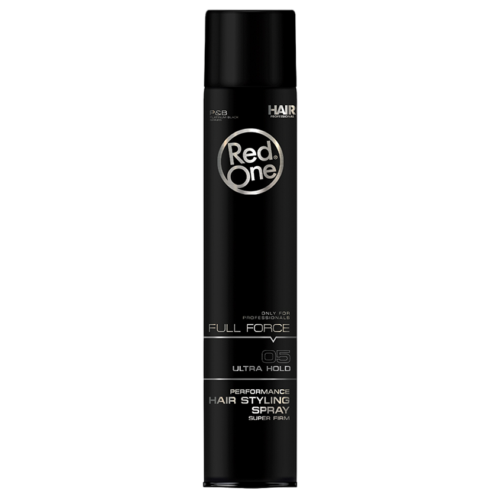 HAIR
Red
One
ONLY FOR
PROFESSIONALS
FULL FORCE
05
ULTRA HOLD
PERFORMANCE
HAIR STYLING
SPRAY
SUPER FIRM